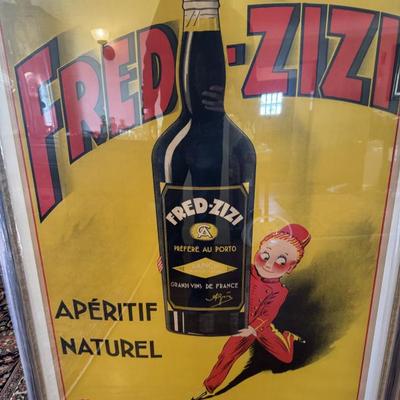 FRED-ZIZI
FRED-ZIZI
PRÉFÉRÉ AU PORTO
GRANDS VINS DE FRANCE
APÉRITIF
NATUREL